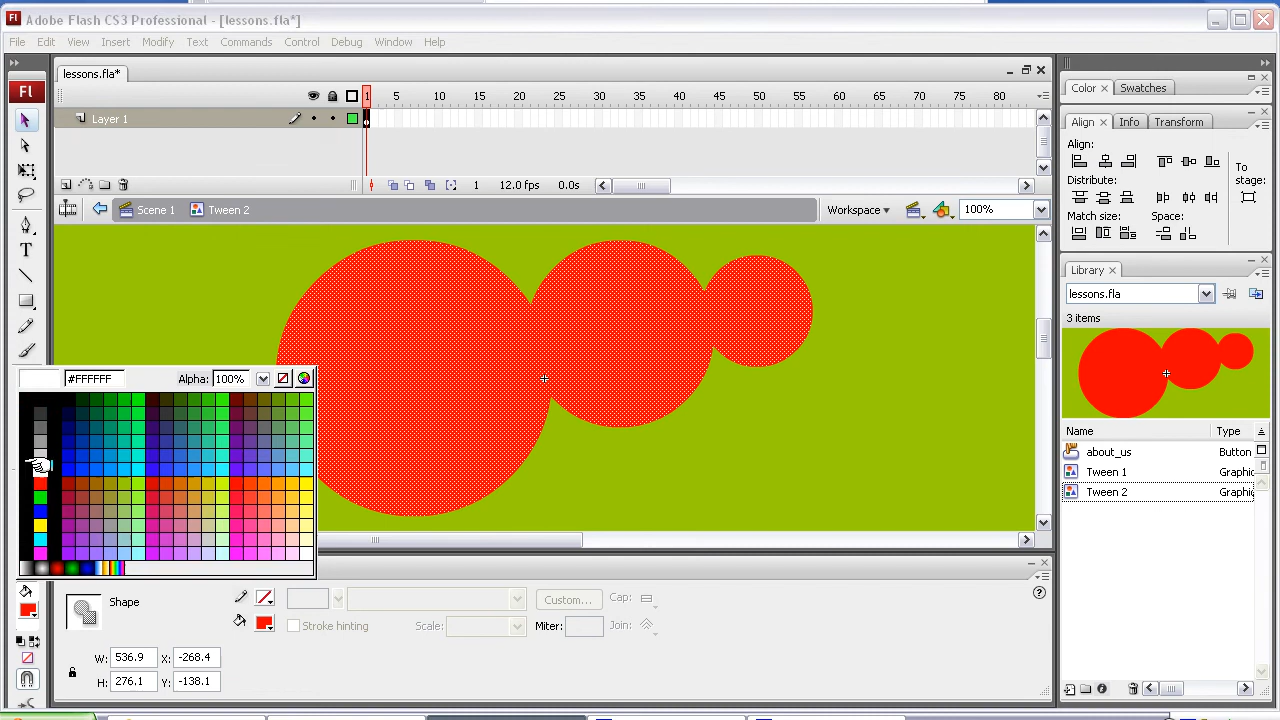 Fl Adobe Flash CS3 Professional - [lessons.fla*]
File Edit View Insert Modify Text Commands Control Debug Window Help
lessons.fla*
Fl
1 5 10 15 20 25 30 35 40 45 50 55 60 65 70 75 80
Layer 1
1 12.0 fps 0.0s
Scene 1 Tween 2 Workspace 100%
#FFFFFF Alpha: 100%
Shape
Custom... Cap:
Stroke hinting Scale: Miter: Join:
W: 536.9 X: -268.4
H: 276.1 Y: -138.1
Color Swatches
Align Info Transform
Align:
To
stage:
Distribute:
Match size: Space:
Library
lessons.fla
3 items
Name Type
about_us Button
Tween 1 Graphic
Tween 2 Graphic